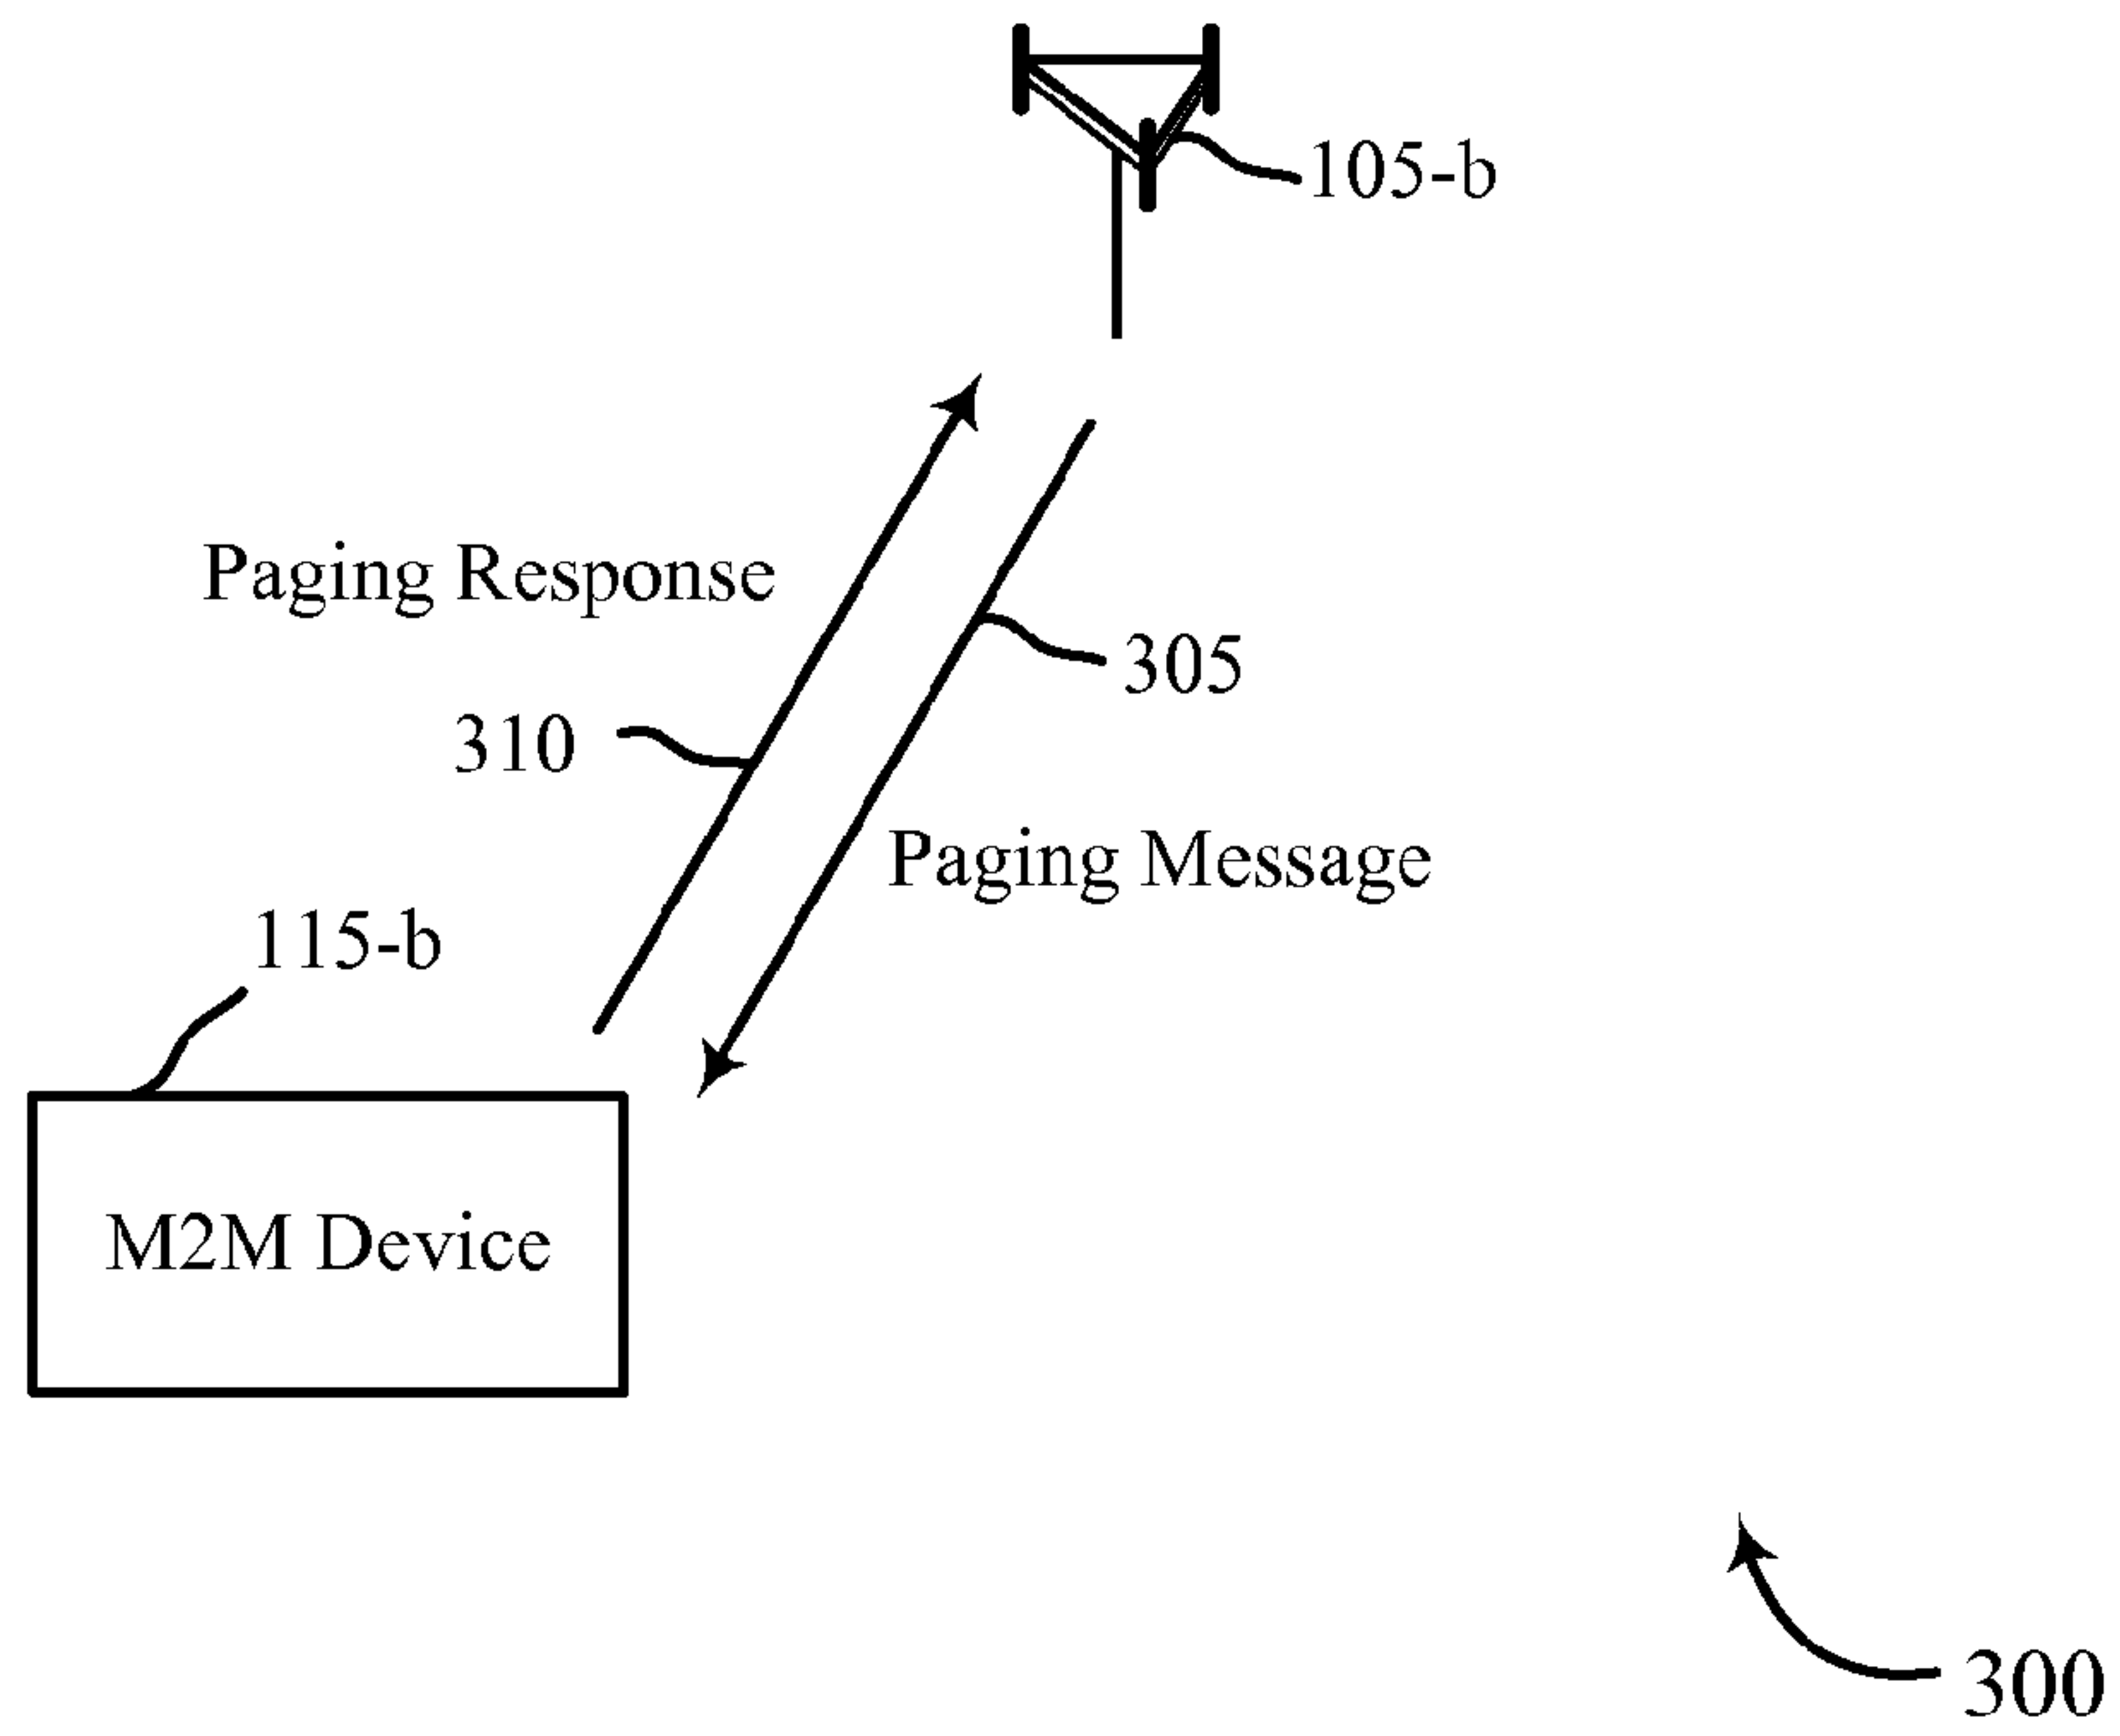 105-b
Paging Response
305
310
Paging Message
115-b
M2M Device
300